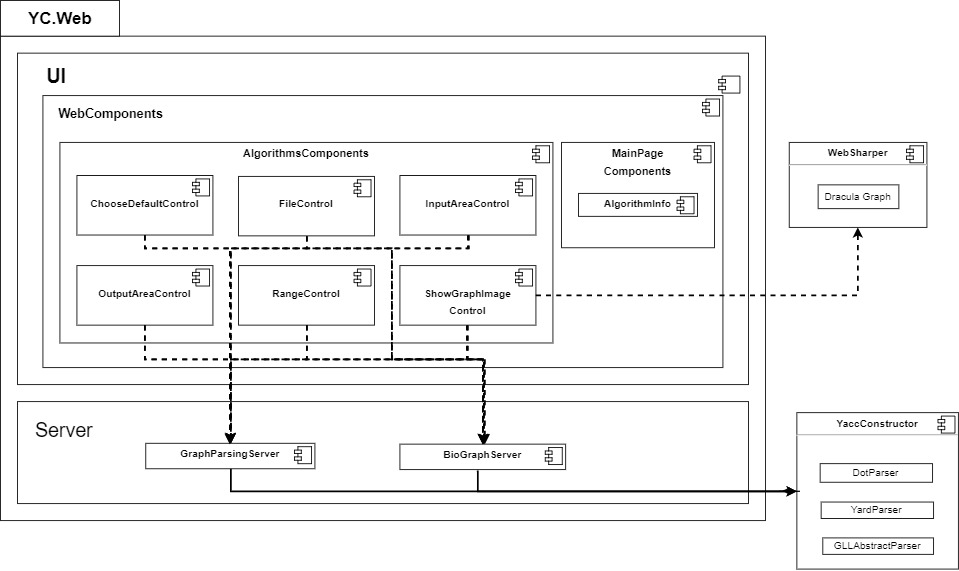 YC.Web
UI
WebComponents
AlgorithmsComponents
MainPage
Components
ChooseDefaultControl
FileControl
InputAreaControl
AlgorithmInfo
OutputAreaControl
RangeControl
ShowGraphImage
Control
WebSharper
Dracula Graph
Server
GraphParsingServer
BioGraphServer
YaccConstructor
DotParser
YardParser
GLLAbstractParser